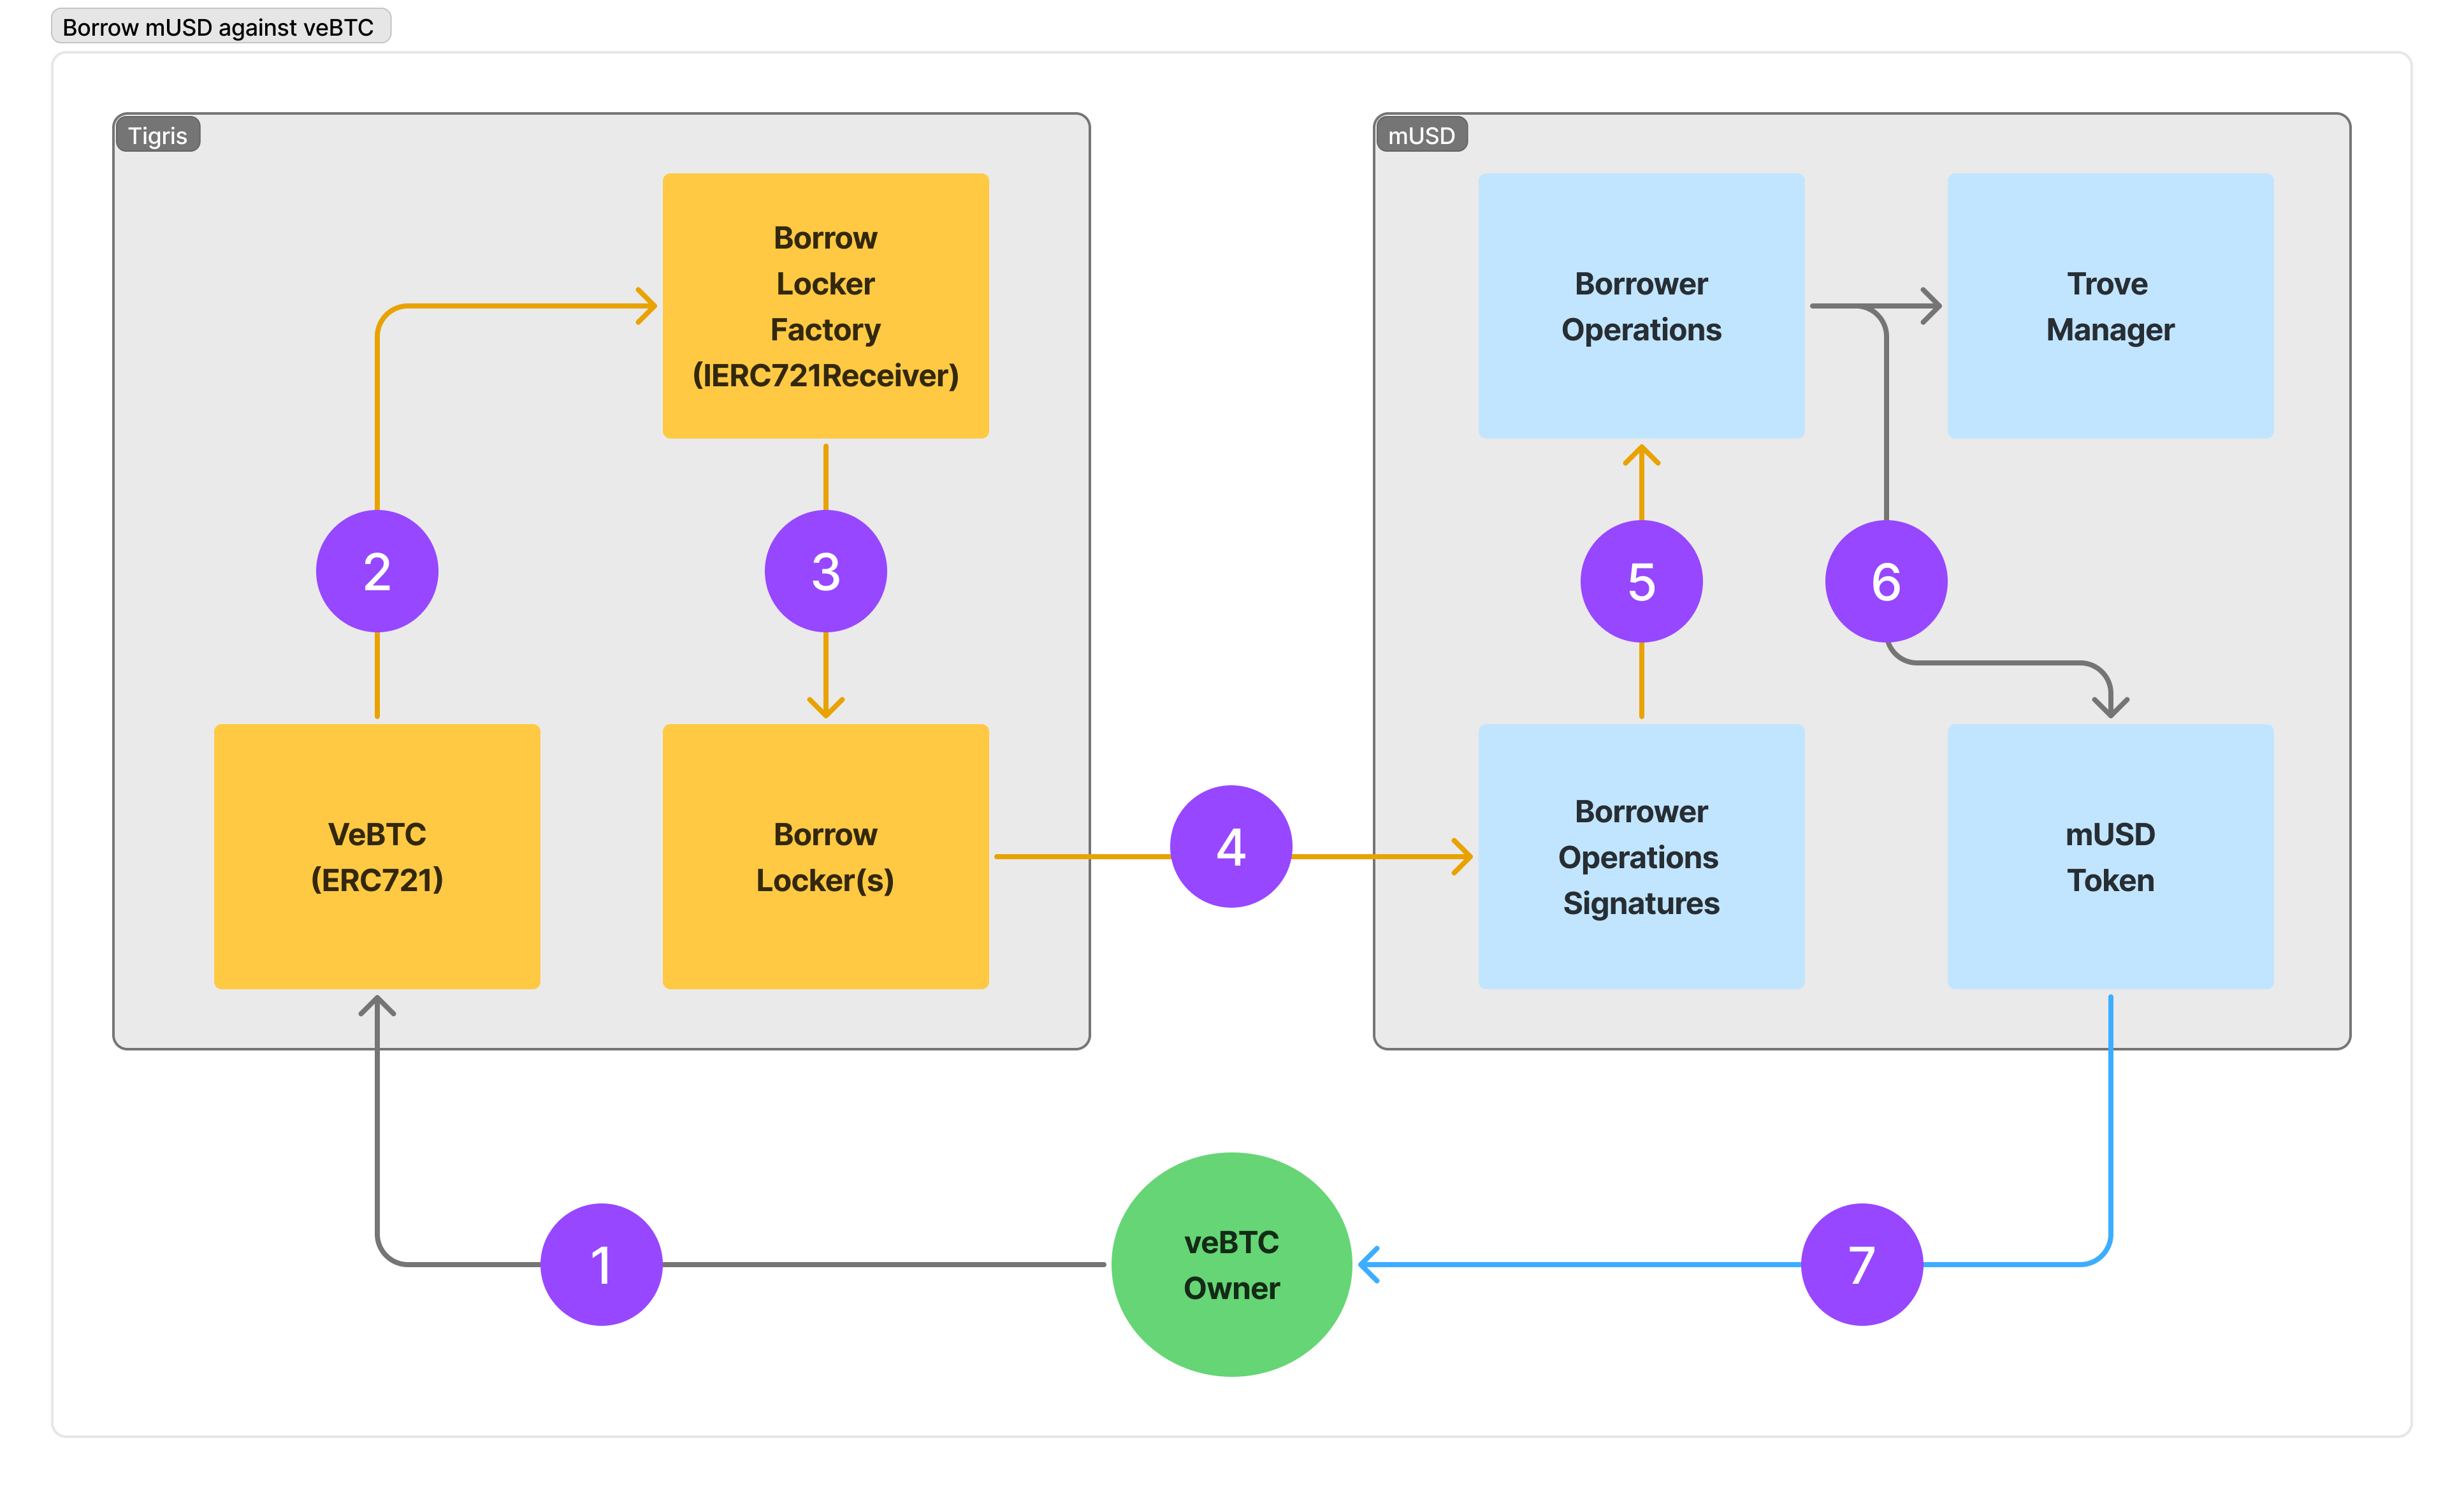 Borrow mUSD against veBTC
Tigris
mUSD
Borrow
Locker
Factory
(IERC721Receiver)
Borrower
Operations
Trove
Manager
2
3
5
6
VeBTC
(ERC721)
Borrow
Locker(s)
4
Borrower
Operations
Signatures
mUSD
Token
1
veBTC
Owner
7